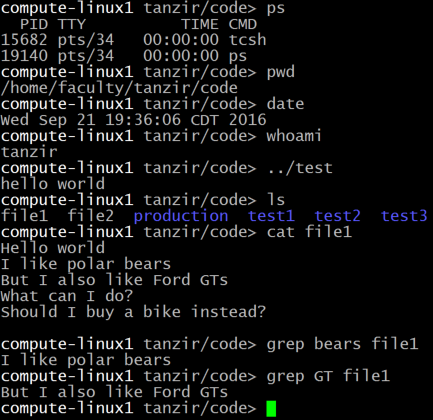 compute-linux1 tanzir/code> ps
  PID TTY          TIME CMD
15682 pts/34   00:00:00 tcsh
19140 pts/34   00:00:00 ps
compute-linux1 tanzir/code> pwd
/home/faculty/tanzir/code
compute-linux1 tanzir/code> date
Wed Sep 21 19:36:06 CDT 2016
compute-linux1 tanzir/code> whoami
tanzir
compute-linux1 tanzir/code> ../test
hello world
compute-linux1 tanzir/code> ls
file1  file2  production  test1  test2  test3
compute-linux1 tanzir/code> cat file1
Hello world
I like polar bears
But I also like Ford GTs
What can I do?
Should I buy a bike instead?

compute-linux1 tanzir/code> grep bears file1
I like polar bears
compute-linux1 tanzir/code> grep GT file1
But I also like Ford GTs
compute-linux1 tanzir/code>